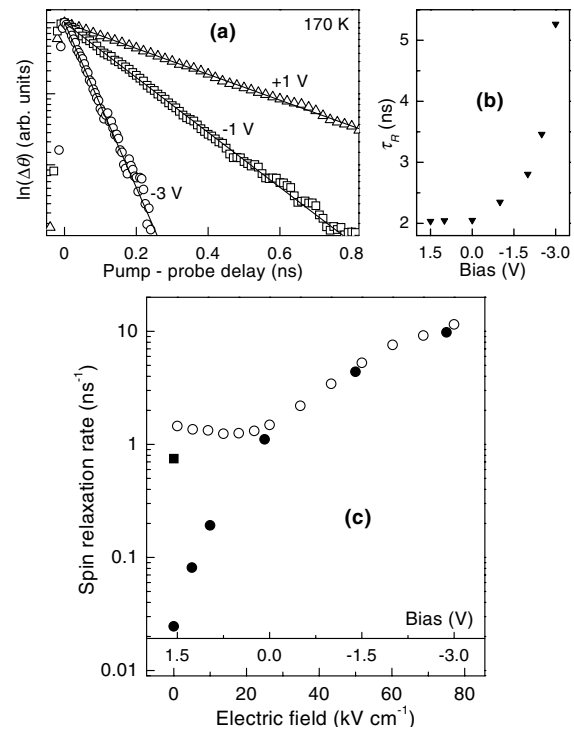 (a)
170 K
+1 V
-1 V
-3 V
ln(Δθ) (arb. units)
0 0.2 0.4 0.6 0.8
Pump - probe delay (ns)
(b)
τR (ns)
5
4
3
2
1.5 0.0 -1.5 -3.0
Bias (V)
(c)
Spin relaxation rate (ns-1)
10
1
0.1
0.01
Bias (V)
1.5 0.0 -1.5 -3.0
0 20 40 60 80
Electric field (kV cm-1)